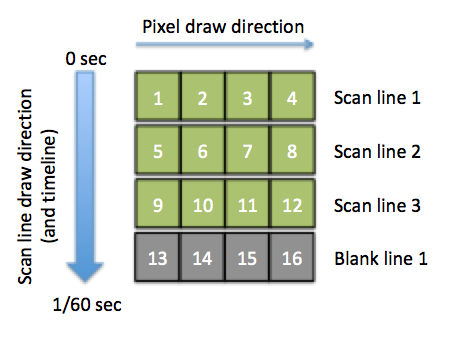 Pixel draw direction
0 sec
1 2 3 4 Scan line 1
5 6 7 8 Scan line 2
9 10 11 12 Scan line 3
13 14 15 16 Blank line 1
Scan line draw direction
(and timeline)
1/60 sec